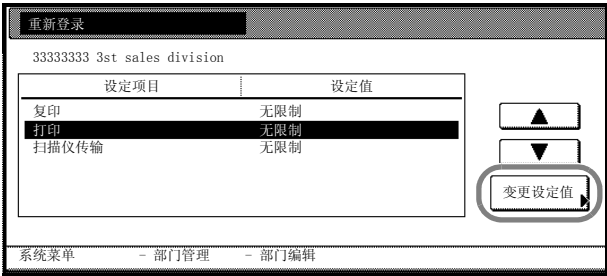 重新登录
33333333 3st sales division
设定项目 设定值
复印 无限制
打印 无限制
扫描仪传输 无限制
变更设定值
系统菜单 - 部门管理 - 部门编辑